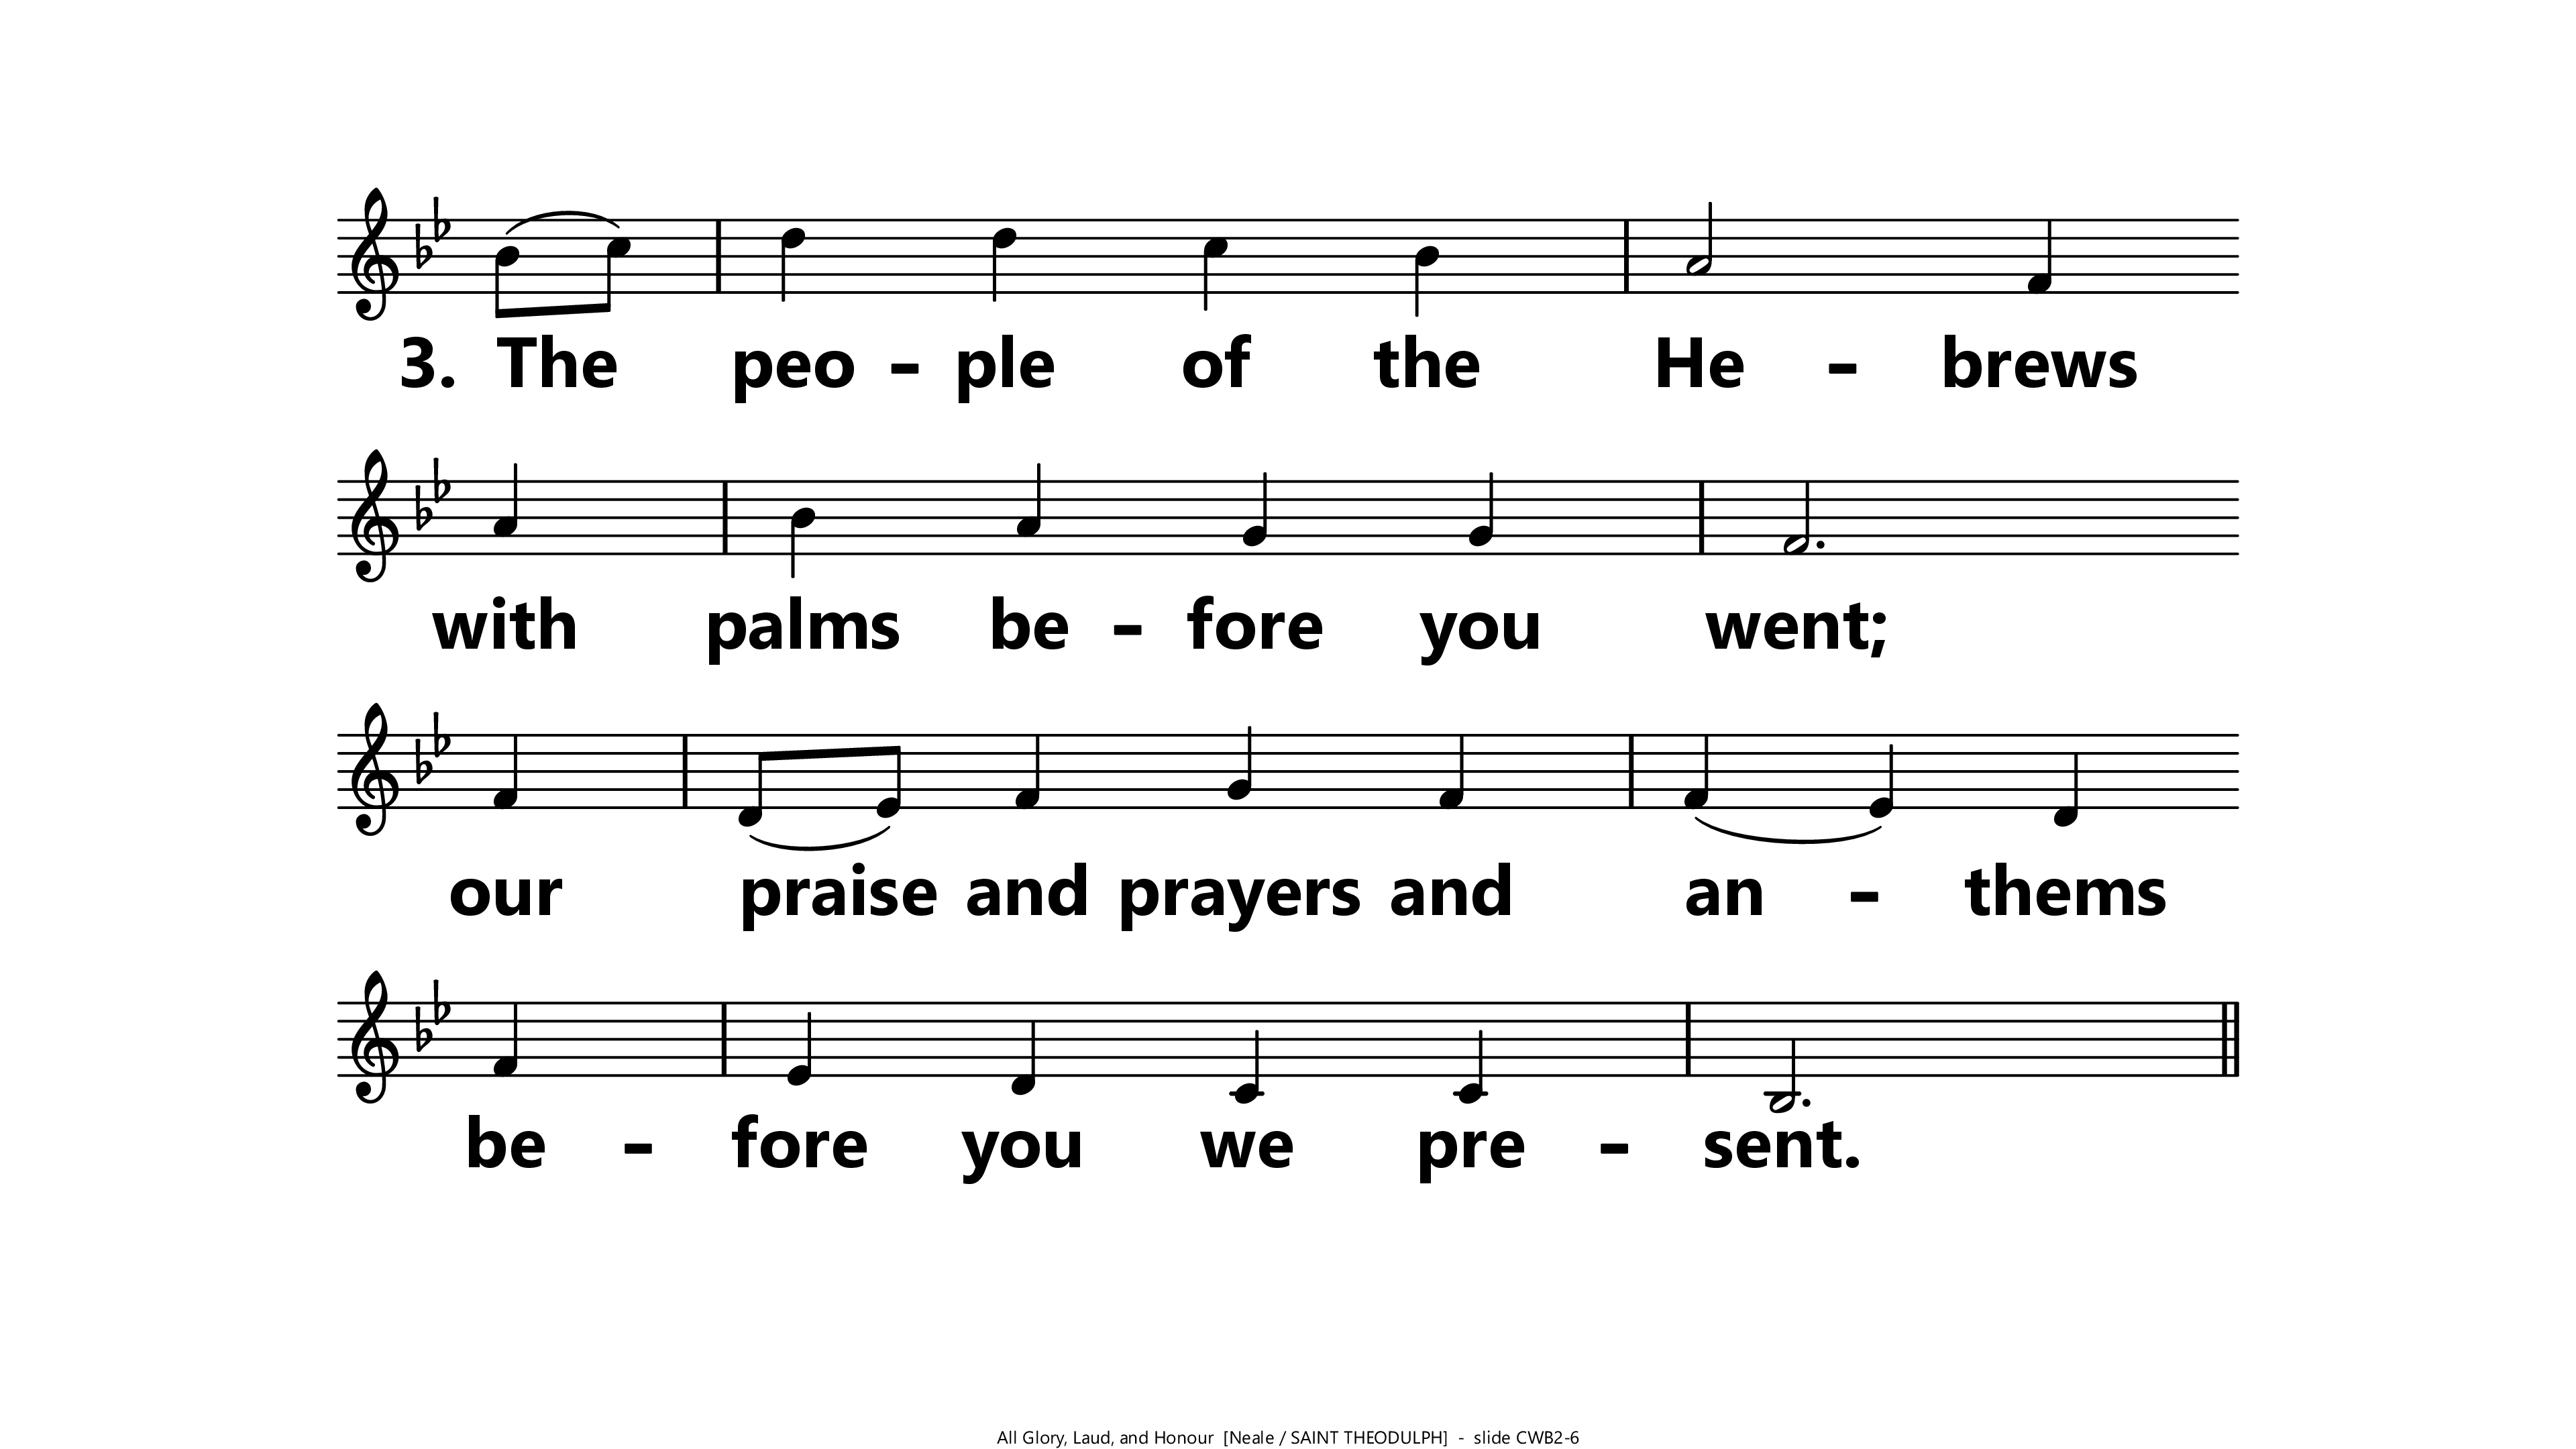 3. The peo - ple of the He - brews
with palms be - fore you went;
our praise and prayers and an - thems
be - fore you we pre - sent.
All Glory, Laud, and Honour [Neale / SAINT THEODULPH] - slide CWB2-6